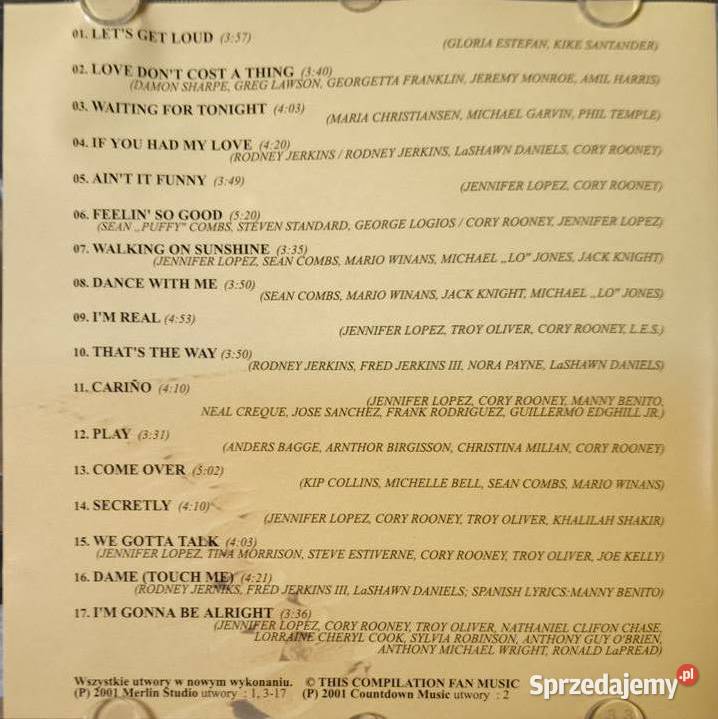 01. LET'S GET LOUD (3:57)
(GLORIA ESTEFAN, KIKE SANTANDER)
02. LOVE DON'T COST A THING (3:40)
(DAMON SHARPE, GREG LAWSON, GEORGETTA FRANKLIN, JEREMY MONROE, AMIL HARRIS)
03. WAITING FOR TONIGHT (4:03)
(MARIA CHRISTIANSEN, MICHAEL GARVIN, PHIL TEMPLE)
04. IF YOU HAD MY LOVE (4:20)
(RODNEY JERKINS / RODNEY JERKINS, LaSHAWN DANIELS, CORY ROONEY)
05. AIN'T IT FUNNY (3:49)
(JENNIFER LOPEZ, CORY ROONEY)
06. FEELIN' SO GOOD (5:20)
(SEAN „PUFFY" COMBS, STEVEN STANDARD, GEORGE LOGIOS / CORY ROONEY, JENNIFER LOPEZ)
07. WALKING ON SUNSHINE (3:35)
(JENNIFER LOPEZ, SEAN COMBS, MARIO WINANS, MICHAEL „LO" JONES, JACK KNIGHT)
08. DANCE WITH ME (3:50)
(SEAN COMBS, MARIO WINANS, JACK KNIGHT, MICHAEL „LO" JONES)
09. I'M REAL (4:53)
(JENNIFER LOPEZ, TROY OLIVER, CORY ROONEY, L.E.S.)
10. THAT'S THE WAY (3:50)
(RODNEY JERKINS, FRED JERKINS III, NORA PAYNE, LaSHAWN DANIELS)
11. CARIÑO (4:10)
(JENNIFER LOPEZ, CORY ROONEY, MANNY BENITO,
NEAL CREQUE, JOSE SANCHEZ, FRANK RODRIGUEZ, GUILLERMO EDGHILL JR.)
12. PLAY (3:31)
(ANDERS BAGGE, ARNTHOR BIRGISSON, CHRISTINA MILIAN, CORY ROONEY)
13. COME OVER (5:02)
(KIP COLLINS, MICHELLE BELL, SEAN COMBS, MARIO WINANS)
14. SECRETLY (4:10)
(JENNIFER LOPEZ, CORY ROONEY, TROY OLIVER, KHALILAH SHAKIR)
15. WE GOTTA TALK (4:03)
(JENNIFER LOPEZ, TINA MORRISON, STEVE ESTIVERNE, CORY ROONEY, TROY OLIVER, JOE KELLY)
16. DAME (TOUCH ME) (4:21)
(RODNEY JERNIKS, FRED JERKINS III, LaSHAWN DANIELS; SPANISH LYRICS:MANNY BENITO)
17. I'M GONNA BE ALRIGHT (3:36)
(JENNIFER LOPEZ, CORY ROONEY, TROY OLIVER, NATHANIEL CLIFON CHASE,
LORRAINE CHERYL COOK, SYLVIA ROBINSON, ANTHONY GUY O'BRIEN,
ANTHONY MICHAEL WRIGHT, RONALD LaPREAD)
Wszystkie utwory w nowym wykonaniu. © THIS COMPILATION FAN MUSIC
(P) 2001 Merlin Studio utwory : 1, 3-17 (P) 2001 Countdown Music utwory : 2
Sprzedajemy.pl